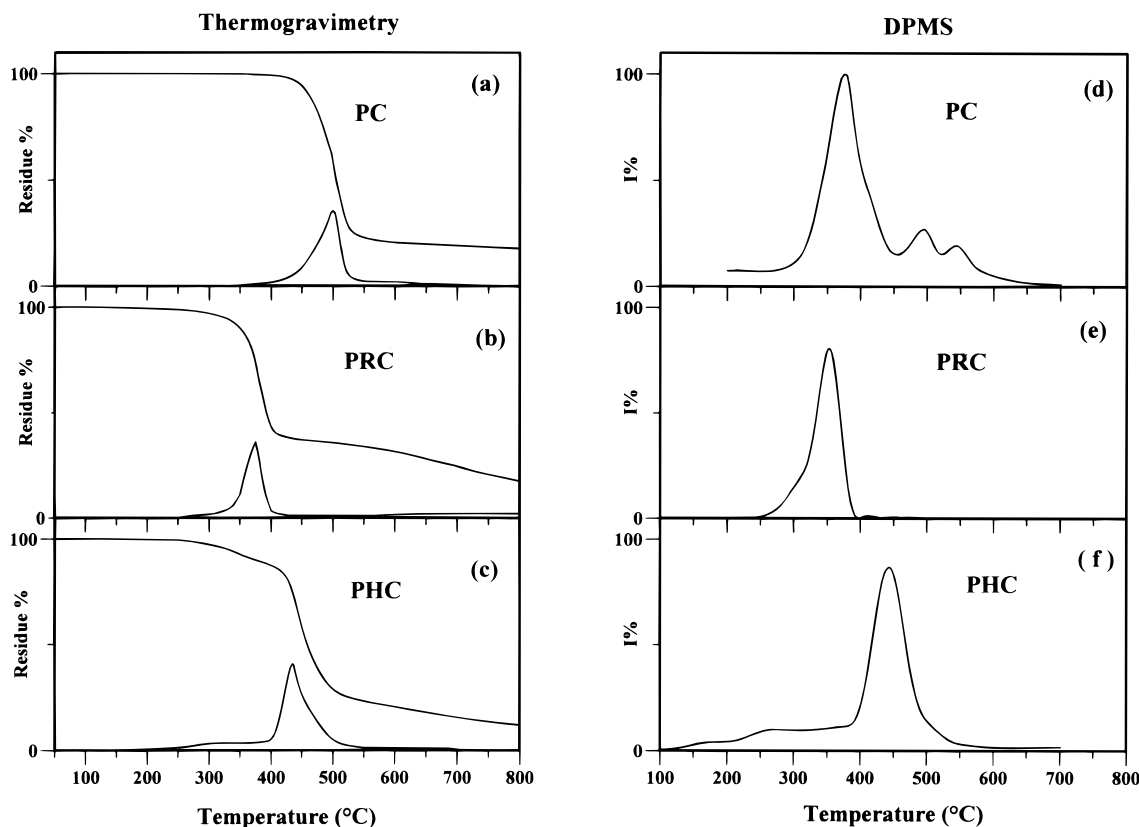 Thermogravimetry
DPMS
100
(a)
PC
Residue %
0
100
(d)
PC
I%
0
100
(b)
PRC
Residue %
0
(e)
PRC
I%
0
100
(c)
PHC
Residue %
0
100
( f )
PHC
I%
0
100 200 300 400 500 600 700 800
100 200 300 400 500 600 700 800
Temperature (°C)
Temperature (°C)